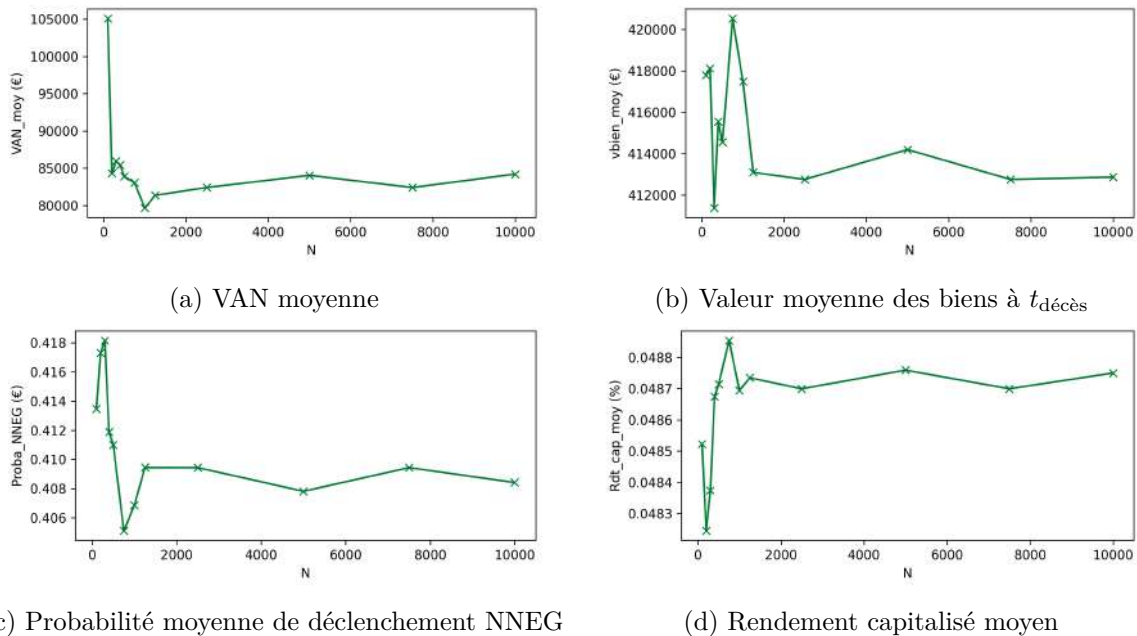 105000
100000
95000
90000
85000
80000
VAN_moy (€)
0 2000 4000 6000 8000 10000
N
(a) VAN moyenne
420000
418000
416000
414000
412000
vbien_moy (€)
0 2000 4000 6000 8000 10000
N
(b) Valeur moyenne des biens à t_décès
0.418
0.416
0.414
0.412
0.410
0.408
0.406
Proba_NNEG (€)
0 2000 4000 6000 8000 10000
N
) Probabilité moyenne de déclenchement NNEG
0.0488
0.0487
0.0486
0.0485
0.0484
0.0483
Rdt_cap_moy (%)
0 2000 4000 6000 8000 10000
N
(d) Rendement capitalisé moyen